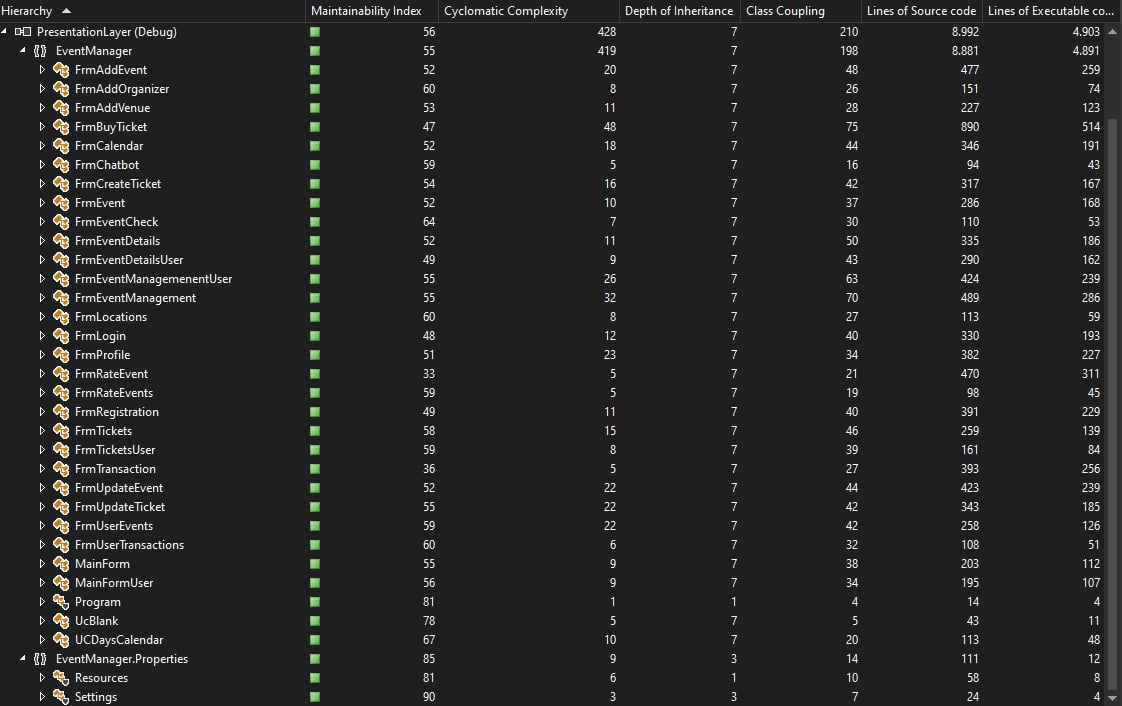 Hierarchy Maintainability Index Cyclomatic Complexity Depth of Inheritance Class Coupling Lines of Source code Lines of Executable co...
PresentationLayer (Debug) 56 428 7 210 8.992 4.903
{} EventManager 55 419 7 198 8.881 4.891
FrmAddEvent 52 20 7 48 477 259
FrmAddOrganizer 60 8 7 26 151 74
FrmAddVenue 53 11 7 28 227 123
FrmBuyTicket 47 48 7 75 890 514
FrmCalendar 52 18 7 44 346 191
FrmChatbot 59 5 7 16 94 43
FrmCreateTicket 54 16 7 42 317 167
FrmEvent 52 10 7 37 286 168
FrmEventCheck 64 7 7 30 110 53
FrmEventDetails 52 11 7 50 335 186
FrmEventDetailsUser 49 9 7 43 290 162
FrmEventManagemenentUser 55 26 7 63 424 239
FrmEventManagement 55 32 7 70 489 286
FrmLocations 60 8 7 27 113 59
FrmLogin 48 12 7 40 330 193
FrmProfile 51 23 7 34 382 227
FrmRateEvent 33 5 7 21 470 311
FrmRateEvents 59 5 7 19 98 45
FrmRegistration 49 11 7 40 391 229
FrmTickets 58 15 7 46 259 139
FrmTicketsUser 59 8 7 39 161 84
FrmTransaction 36 5 7 27 393 256
FrmUpdateEvent 52 22 7 44 423 239
FrmUpdateTicket 55 22 7 42 343 185
FrmUserEvents 59 22 7 42 258 126
FrmUserTransactions 60 6 7 32 108 51
MainForm 55 9 7 38 203 112
MainFormUser 56 9 7 34 195 107
Program 81 1 1 4 14 4
UcBlank 78 5 7 5 43 11
UCDaysCalendar 67 10 7 20 113 48
{} EventManager.Properties 85 9 3 14 111 12
Resources 81 6 1 10 58 8
Settings 90 3 3 7 24 4